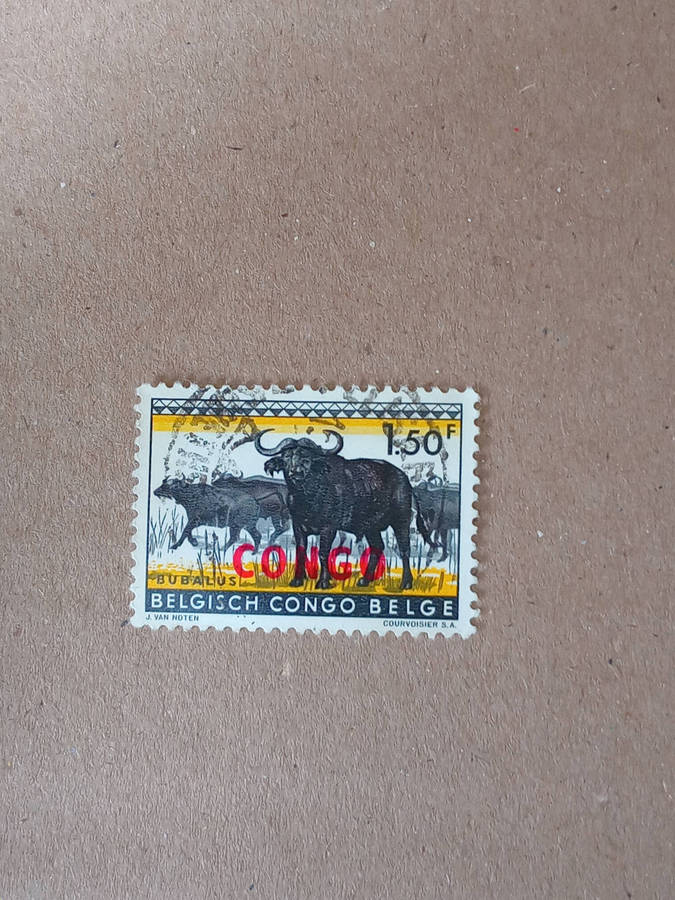 1.50F
CONGO
BUBALUS
BELGISCH CONGO BELGE
J. VAN NOTEN COURVOISIER S.A.